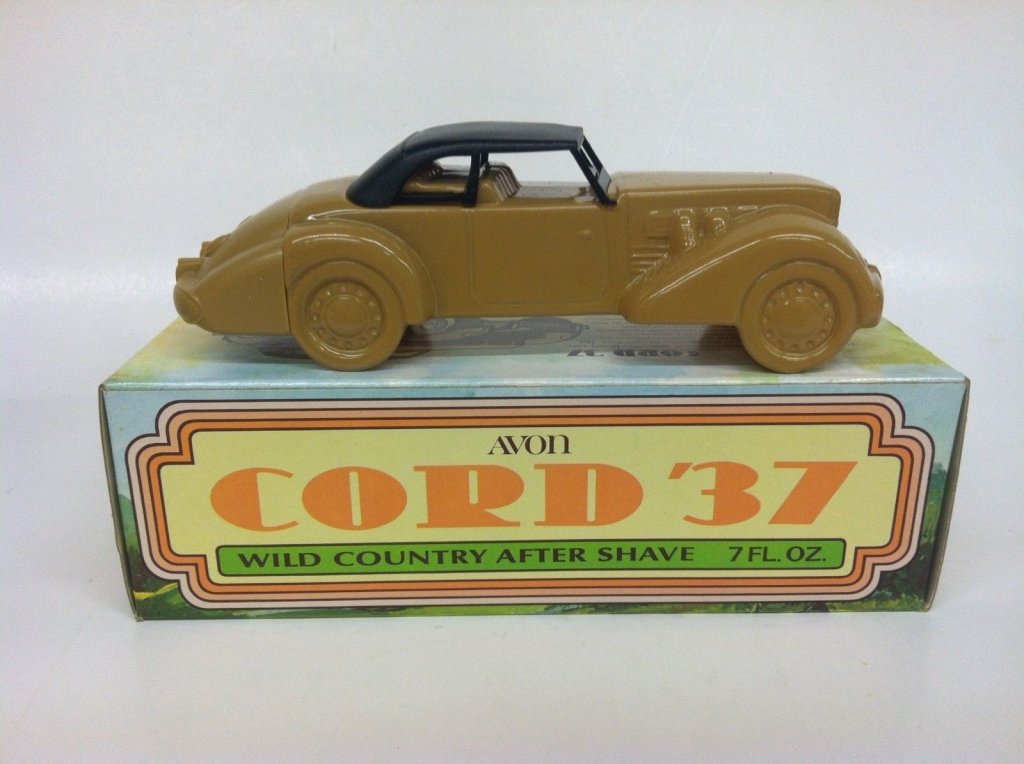 AVON
CORD '37
WILD COUNTRY AFTER SHAVE 7 FL. OZ.